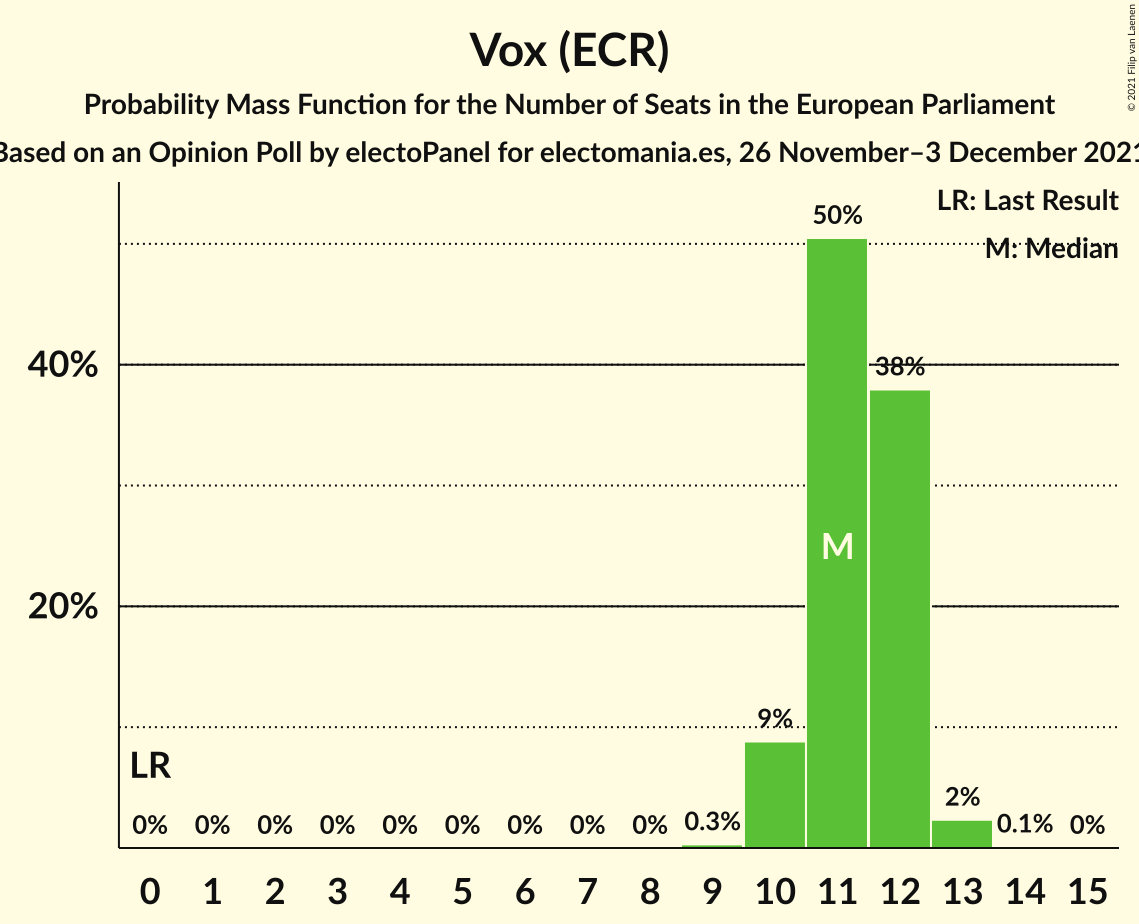 Vox (ECR)
Probability Mass Function for the Number of Seats in the European Parliament
Based on an Opinion Poll by electoPanel for electomania.es, 26 November–3 December 2021
© 2021 Filip van Laenen
LR: Last Result
M: Median
50%
40%
38%
M
20%
9%
LR
2%
0% 0% 0% 0% 0% 0% 0% 0% 0% 0.3% 0.1% 0%
0 1 2 3 4 5 6 7 8 9 10 11 12 13 14 15